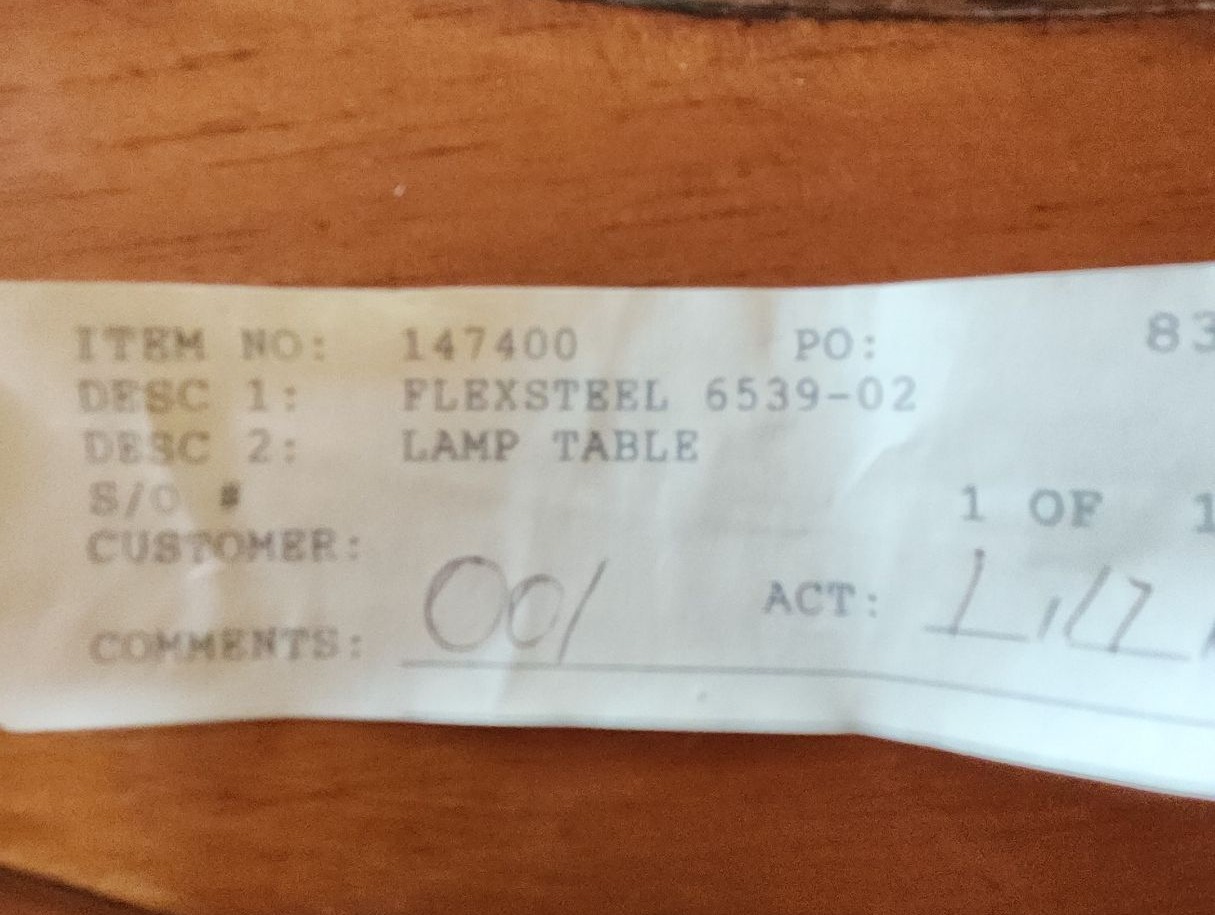 ITEM NO: 147400 PO: 83
DESC 1: FLEXSTEEL 6539-02
DESC 2: LAMP TABLE
S/O # 1 OF 1
CUSTOMER:
001 ACT:
COMMENTS: